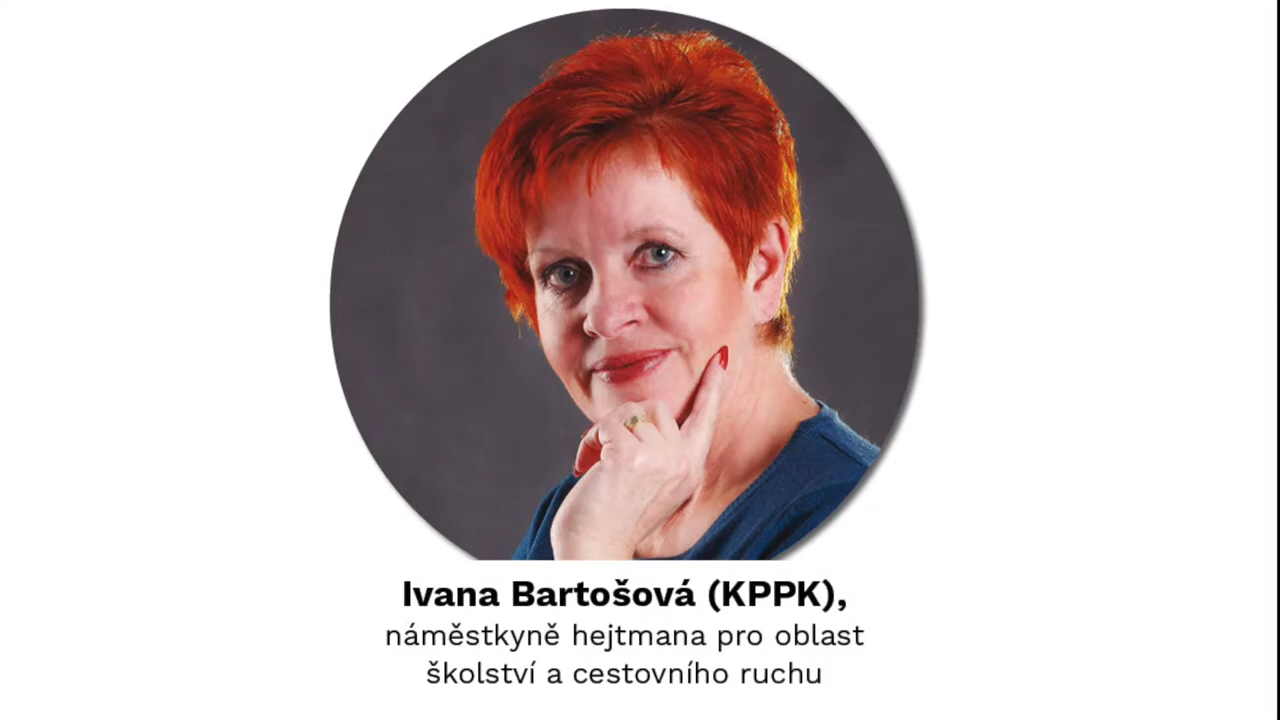 Ivana Bartošová (KPPK),
náměstkyně hejtmana pro oblast
školství a cestovního ruchu